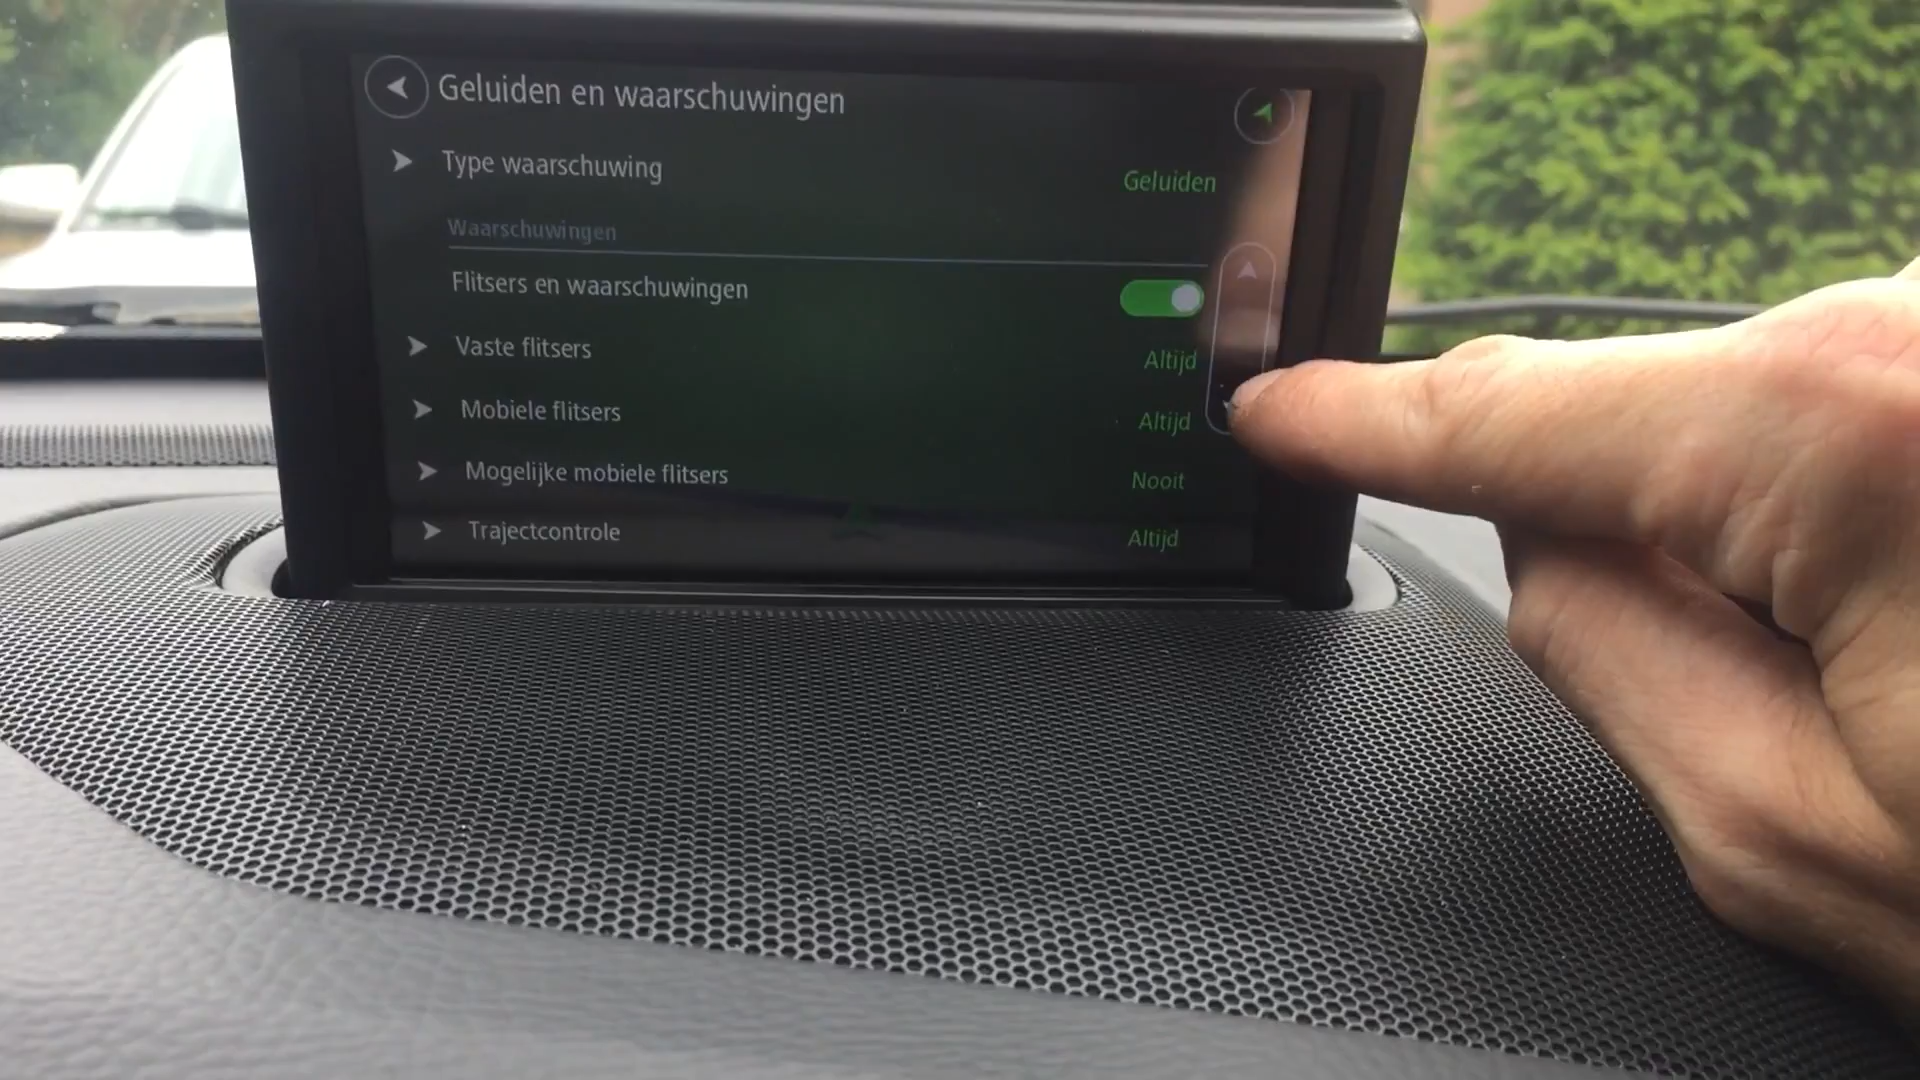 Geluiden en waarschuwingen
Type waarschuwing Geluiden
Waarschuwingen
Flitsers en waarschuwingen
Vaste flitsers Altijd
Mobiele flitsers Altijd
Mogelijke mobiele flitsers Nooit
Trajectcontrole Altijd